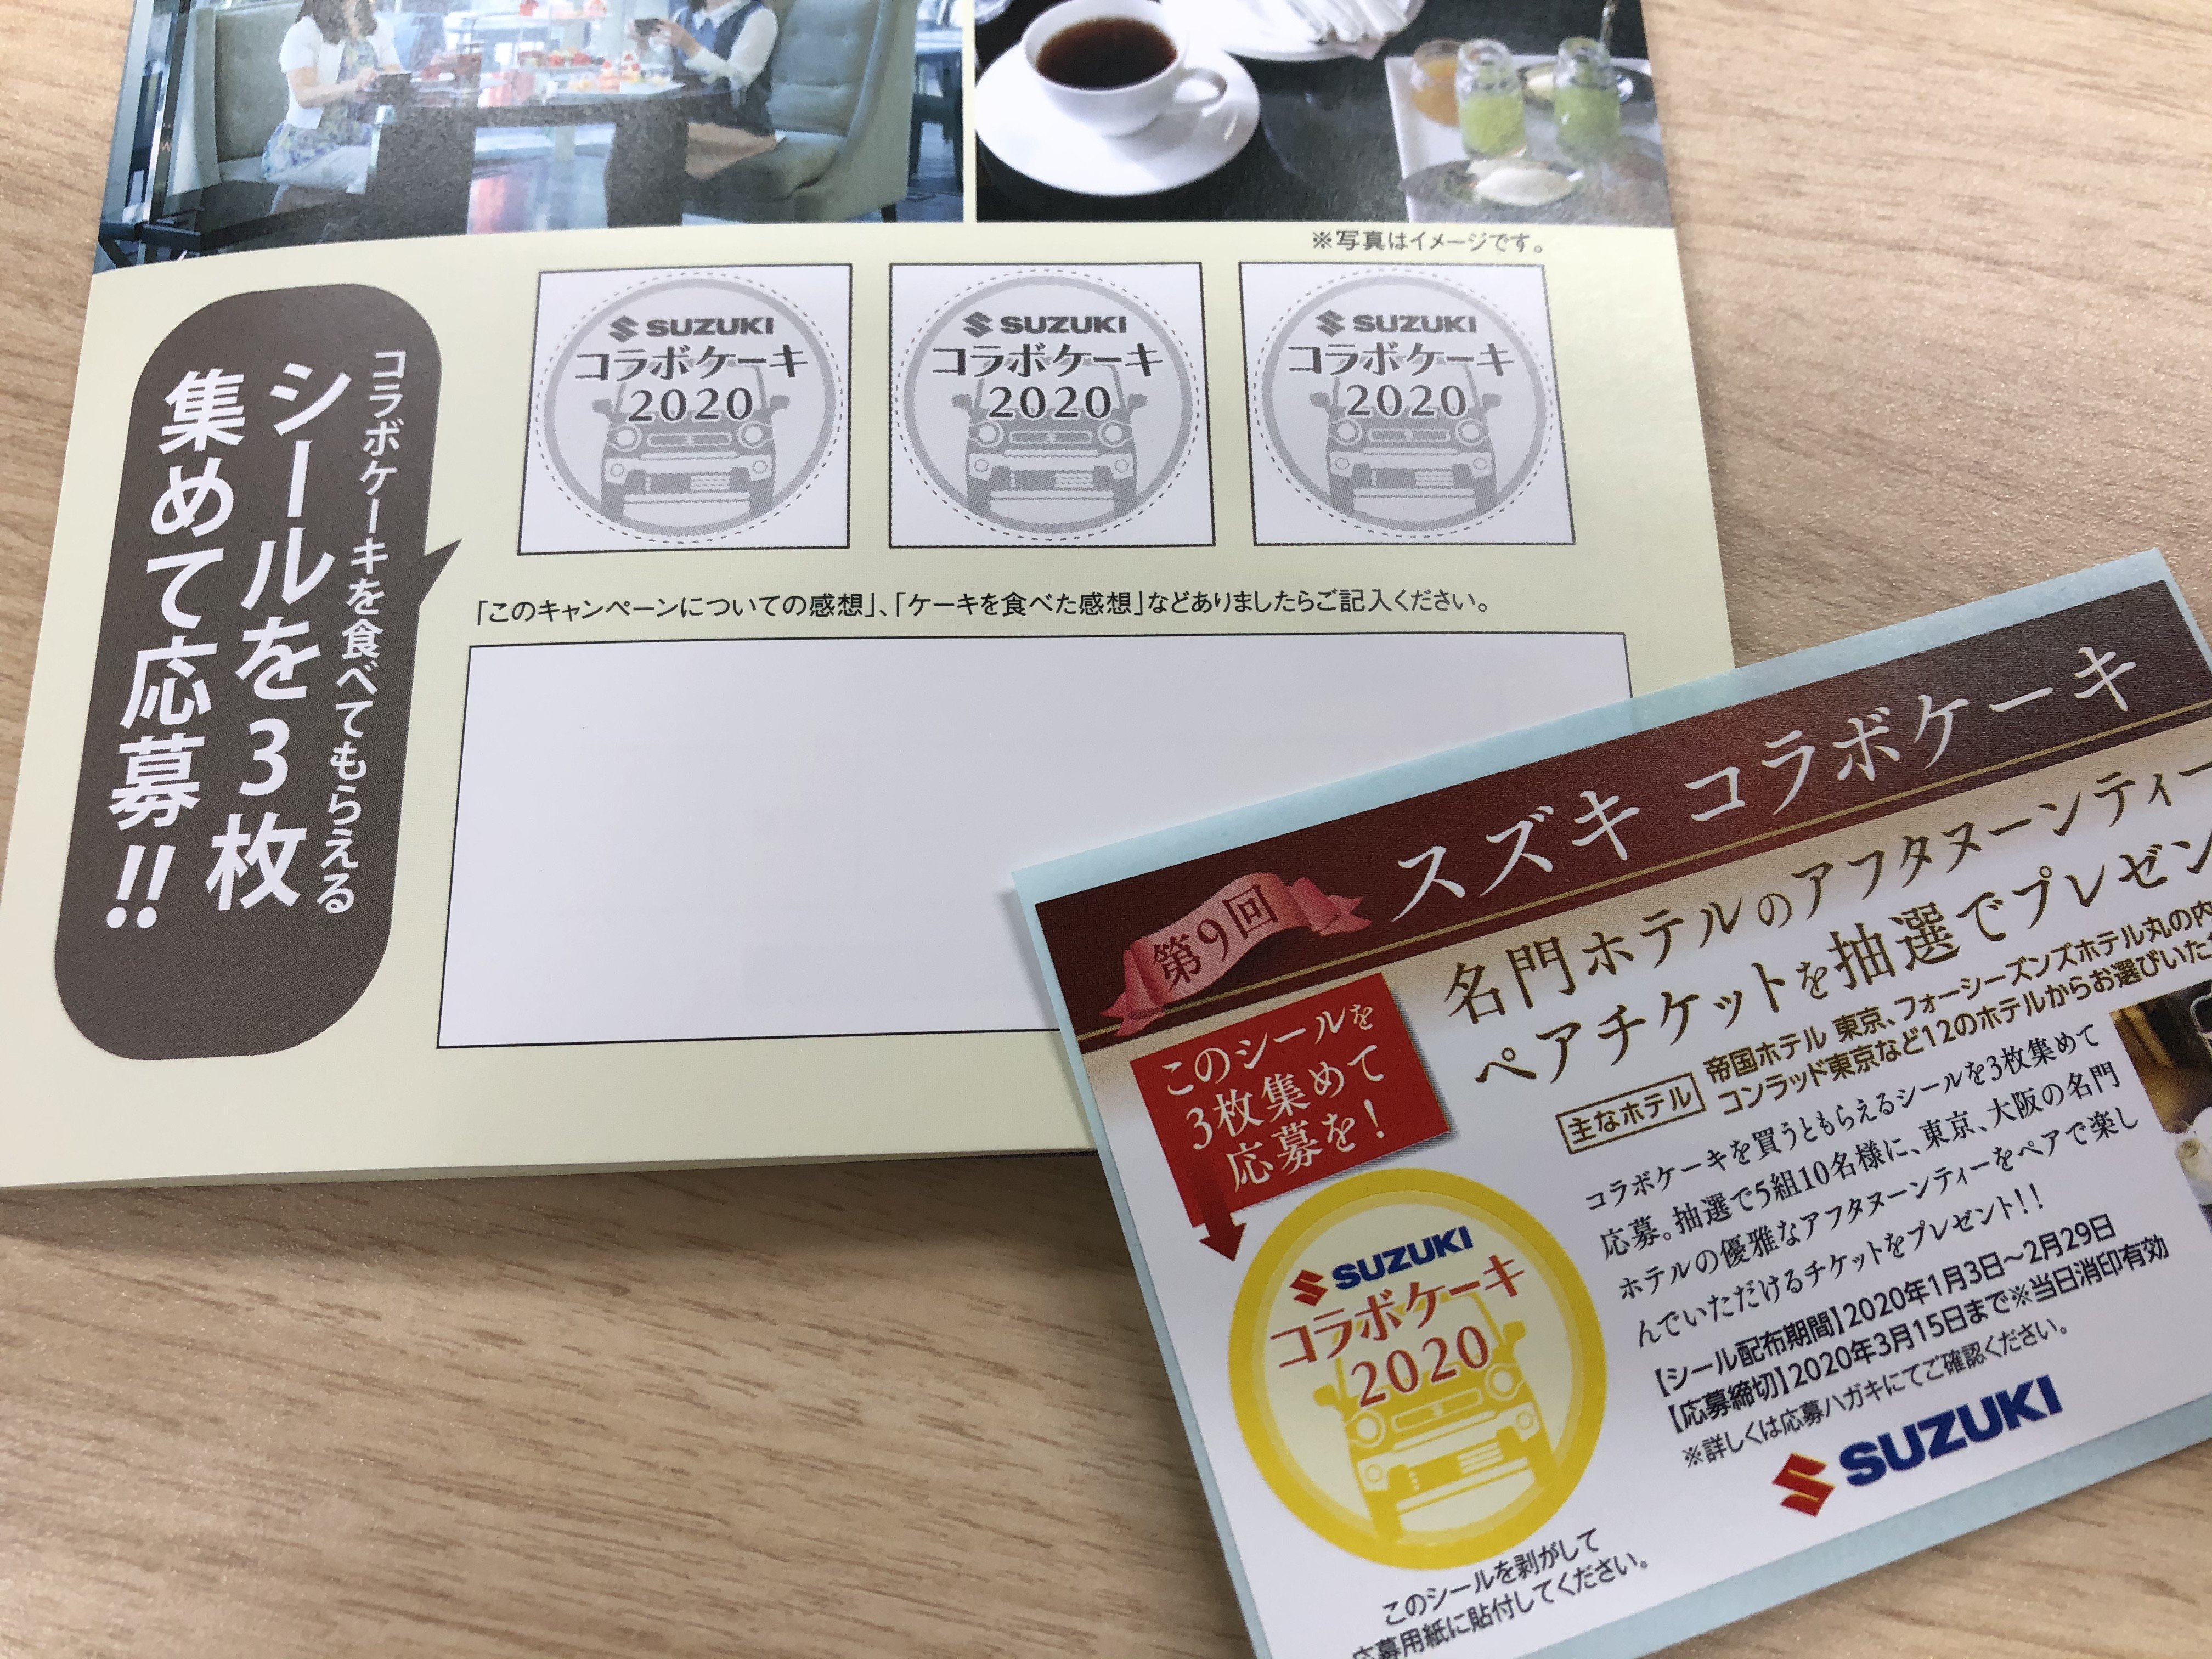 ※写真はイメージです。
コラボケーキを食べてもらえる
シールを3枚
集めて応募!!
SUZUKI
コラボケーキ
2020
SUZUKI
コラボケーキ
2020
SUZUKI
コラボケーキ
2020
「このキャンペーンについての感想」、「ケーキを食べた感想」などありましたらご記入ください。
第9回
スズキ コラボケーキ
名門ホテルのアフタヌーンティー
ペアチケットを抽選でプレゼン
主なホテル
帝国ホテル 東京、フォーシーズンズホテル丸の内
コンラッド東京など12のホテルからお選びいた
このシールを
3枚集めて
応募を!
コラボケーキを買うともらえるシールを3枚集めて
応募。抽選で5組10名様に、東京、大阪の名門
ホテルの優雅なアフタヌーンティーをペアで楽し
んでいただけるチケットをプレゼント!!
【シール配布期間】2020年1月3日～2月29日
【応募締切】2020年3月15日まで※当日消印有効
※詳しくは応募ハガキにてご確認ください。
SUZUKI
SUZUKI
コラボケーキ
2020
このシールを剥がして
応募用紙に貼付してください。